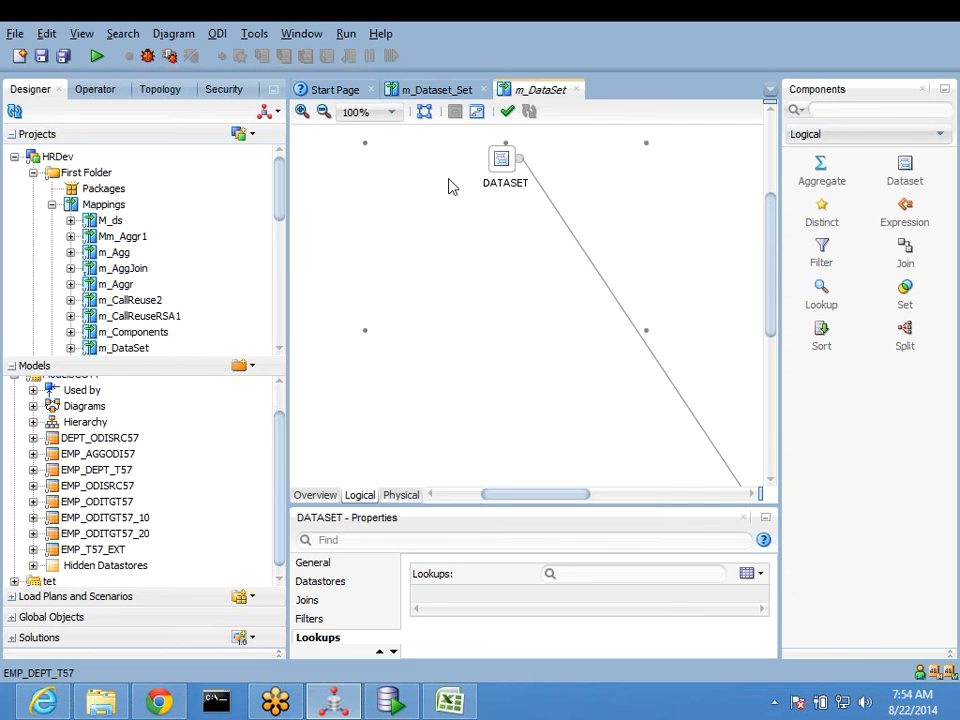 File Edit View Search Diagram ODI Tools Window Run Help
Designer Operator Topology Security
Start Page m_Dataset_Set m_DataSet
Components
100%
Logical
Projects
HRDev
First Folder
Packages
Mappings
M_ds
Mm_Aggr1
m_Agg
m_AggJoin
m_Aggr
m_CallReuse2
m_CallReuseRSA1
m_Components
m_DataSet
Models
Used by
Diagrams
Hierarchy
DEPT_ODISRC57
EMP_AGGODI57
EMP_DEPT_T57
EMP_ODISRC57
EMP_ODITGT57
EMP_ODITGT57_10
EMP_ODITGT57_20
EMP_T57_EXT
Hidden Datastores
tet
Load Plans and Scenarios
Global Objects
Solutions
DATASET
Overview Logical Physical
DATASET - Properties
Find
General
Datastores
Joins
Filters
Lookups
Lookups:
Aggregate Dataset
Distinct Expression
Filter Join
Lookup Set
Sort Split
EMP_DEPT_T57
7:54 AM
8/22/2014